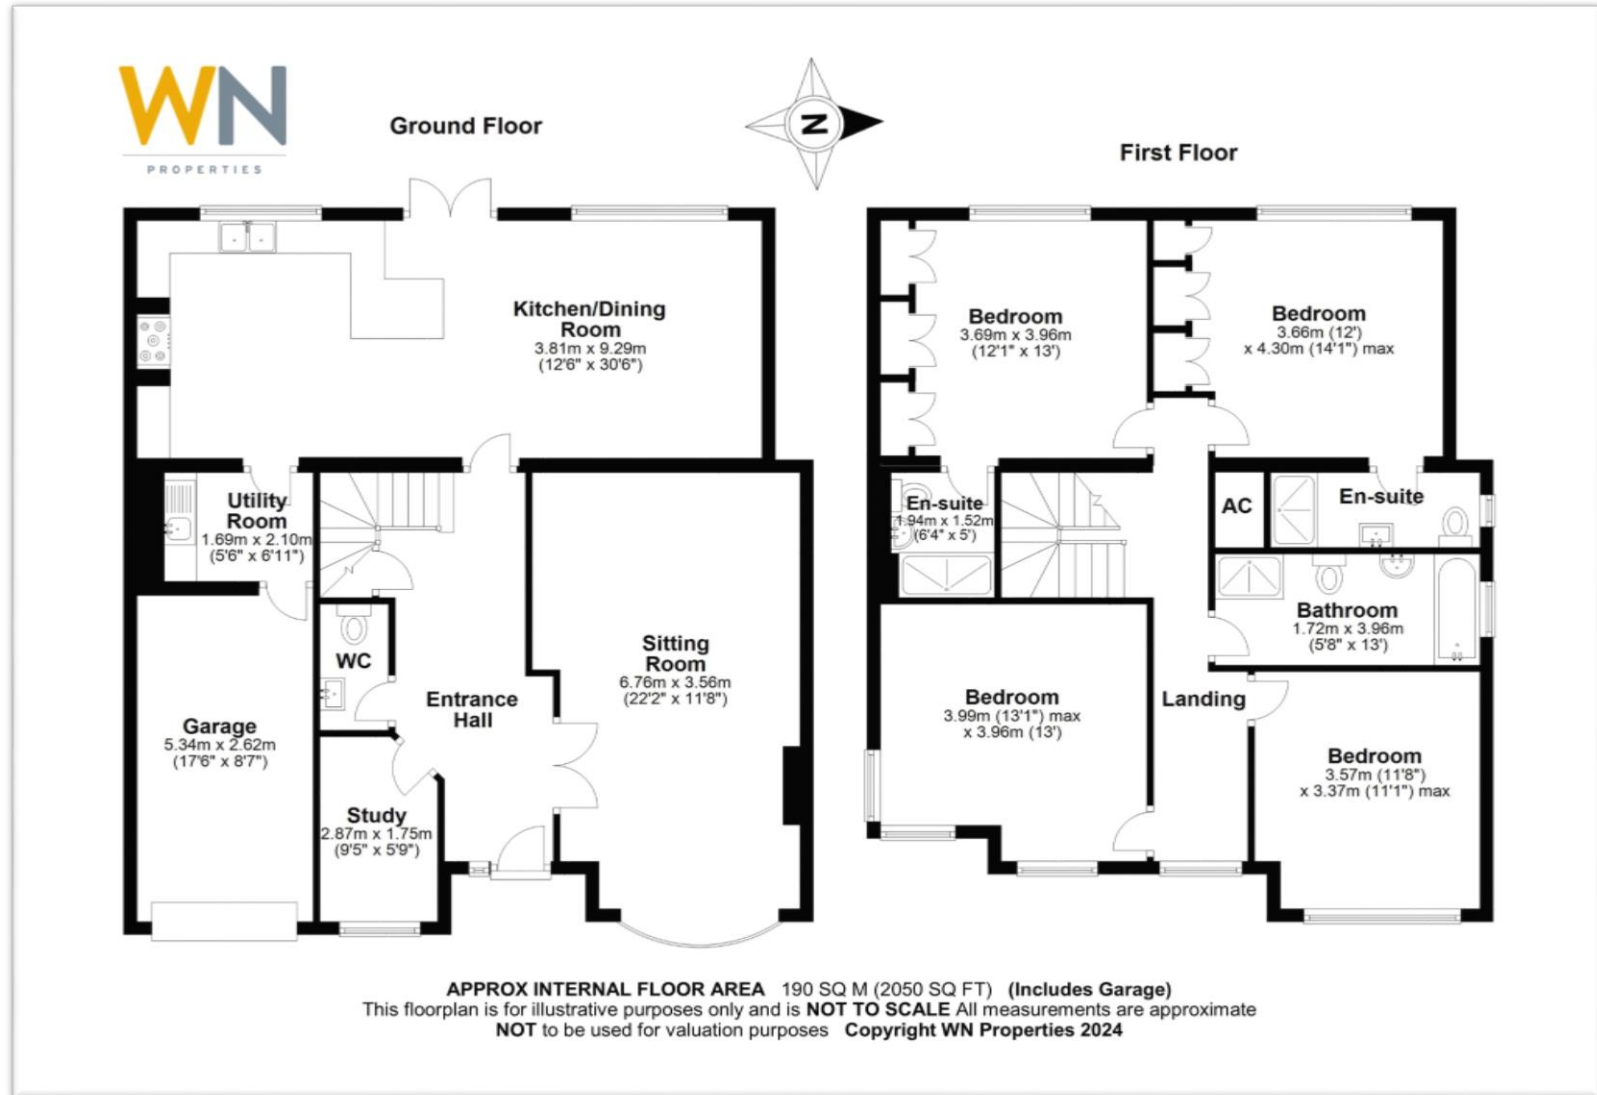 WN
PROPERTIES
Ground Floor
N
First Floor
Kitchen/Dining
Room
3.81m x 9.29m
(12'6" x 30'6")
Utility
Room
1.69m x 2.10m
(5'6" x 6'11")
WC
Entrance
Hall
Sitting
Room
6.76m x 3.56m
(22'2" x 11'8")
Garage
5.34m x 2.62m
(17'6" x 8'7")
Study
2.87m x 1.75m
(9'5" x 5'9")
Bedroom
3.69m x 3.96m
(12'1" x 13')
Bedroom
3.66m (12')
x 4.30m (14'1") max
En-suite
1.94m x 1.52m
(6'4" x 5')
AC
En-suite
Bathroom
1.72m x 3.96m
(5'8" x 13')
Bedroom
3.99m (13'1") max
x 3.96m (13')
Landing
Bedroom
3.57m (11'8")
x 3.37m (11'1") max
APPROX INTERNAL FLOOR AREA 190 SQ M (2050 SQ FT) (Includes Garage)
This floorplan is for illustrative purposes only and is NOT TO SCALE All measurements are approximate
NOT to be used for valuation purposes Copyright WN Properties 2024